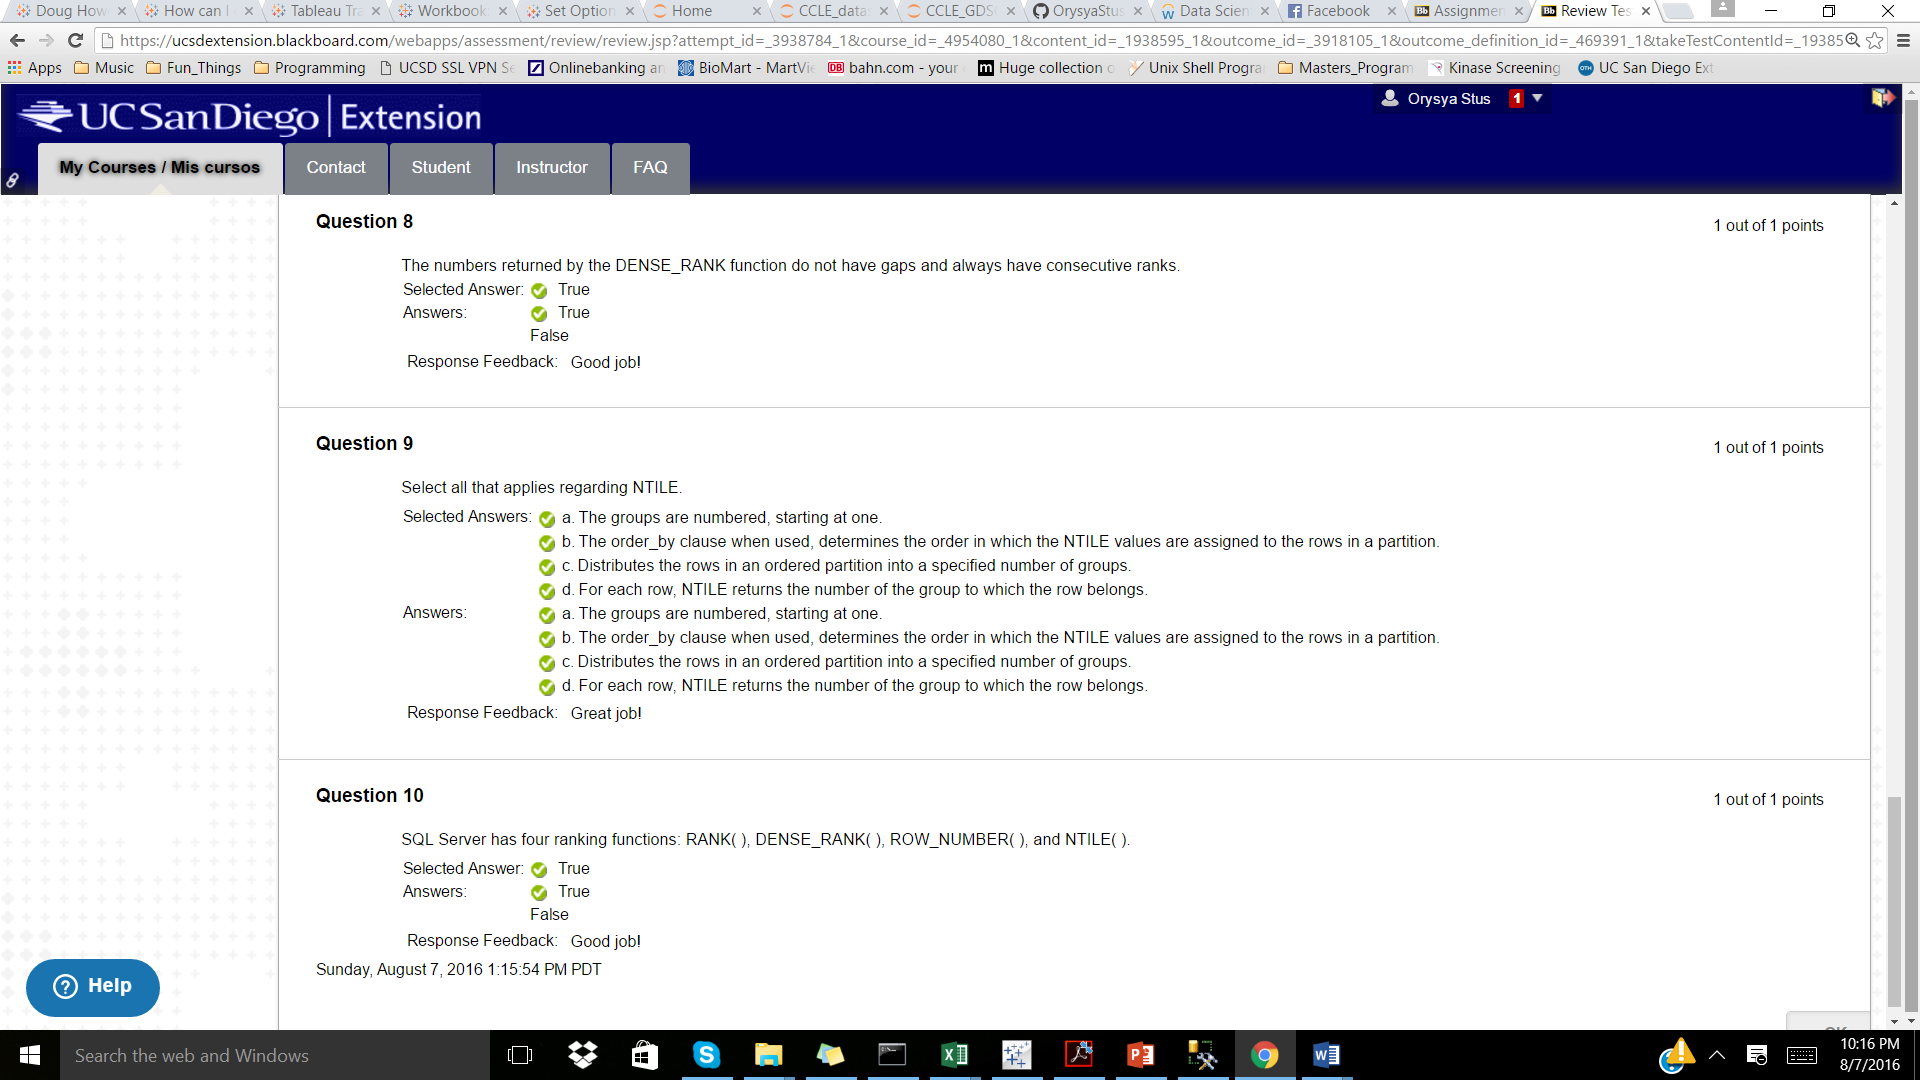 Doug How
How can I
Tableau Tra
Workbook
Set Option
Home
CCLE_data
CCLE_GDS
OrysyaStus
Data Scien
Facebook
Assignmen
Review Tes
https://ucsdextension.blackboard.com/webapps/assessment/review/review.jsp?attempt_id=_3938784_1&course_id=_4954080_1&content_id=_1938595_1&outcome_id=_3918105_1&outcome_definition_id=_469391_1&takeTestContentId=_19385
Apps Music Fun_Things Programming UCSD SSL VPN Se Onlinebanking an BioMart - MartVi bahn.com - your Huge collection o Unix Shell Progra Masters_Program Kinase Screening UC San Diego Ext
UC San Diego | Extension
Orysya Stus 1
My Courses / Mis cursos Contact Student Instructor FAQ
Question 8
1 out of 1 points
The numbers returned by the DENSE_RANK function do not have gaps and always have consecutive ranks.
Selected Answer: True
Answers: True
False
Response Feedback: Good job!
Question 9
1 out of 1 points
Select all that applies regarding NTILE.
Selected Answers: a. The groups are numbered, starting at one.
b. The order_by clause when used, determines the order in which the NTILE values are assigned to the rows in a partition.
c. Distributes the rows in an ordered partition into a specified number of groups.
d. For each row, NTILE returns the number of the group to which the row belongs.
Answers: a. The groups are numbered, starting at one.
b. The order_by clause when used, determines the order in which the NTILE values are assigned to the rows in a partition.
c. Distributes the rows in an ordered partition into a specified number of groups.
d. For each row, NTILE returns the number of the group to which the row belongs.
Response Feedback: Great job!
Question 10
1 out of 1 points
SQL Server has four ranking functions: RANK( ), DENSE_RANK( ), ROW_NUMBER( ), and NTILE( ).
Selected Answer: True
Answers: True
False
Response Feedback: Good job!
Sunday, August 7, 2016 1:15:54 PM PDT
Help
Search the web and Windows
10:16 PM
8/7/2016